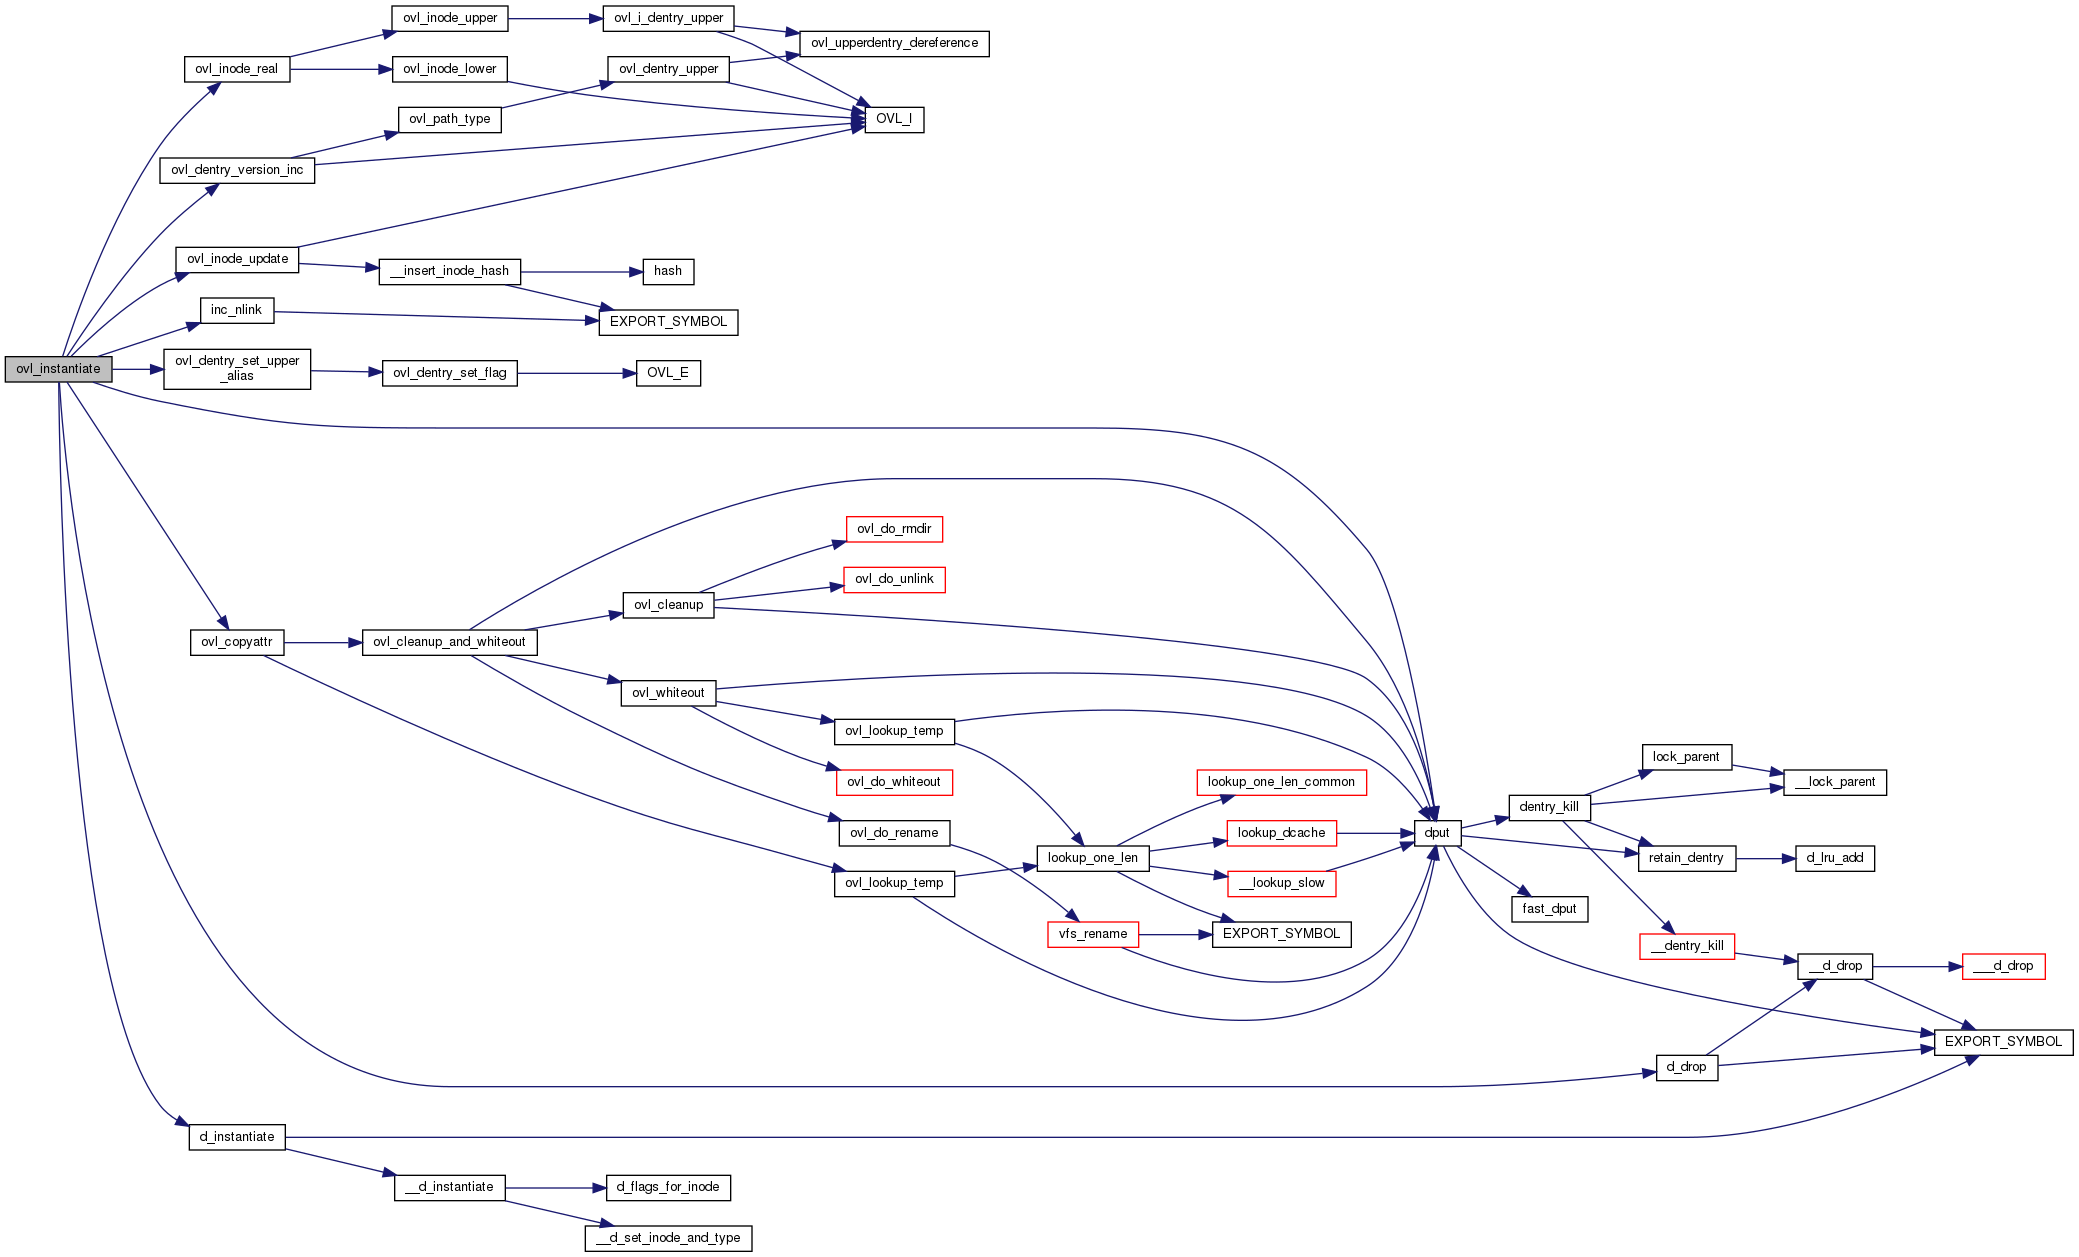 ovl_inode_upper
ovl_i_dentry_upper
ovl_upperdentry_dereference
ovl_inode_real
ovl_inode_lower
ovl_dentry_upper
ovl_path_type
OVL_I
ovl_dentry_version_inc
ovl_inode_update
__insert_inode_hash
hash
inc_nlink
EXPORT_SYMBOL
ovl_instantiate
ovl_dentry_set_upper
_alias
ovl_dentry_set_flag
OVL_E
ovl_do_rmdir
ovl_do_unlink
ovl_cleanup
ovl_copyattr
ovl_cleanup_and_whiteout
ovl_whiteout
ovl_lookup_temp
ovl_do_whiteout
lookup_one_len_common
lock_parent
__lock_parent
dentry_kill
ovl_do_rename
lookup_dcache
dput
lookup_one_len
retain_dentry
d_lru_add
ovl_lookup_temp
__lookup_slow
fast_dput
vfs_rename
EXPORT_SYMBOL
__dentry_kill
__d_drop
___d_drop
EXPORT_SYMBOL
d_drop
d_instantiate
__d_instantiate
d_flags_for_inode
__d_set_inode_and_type